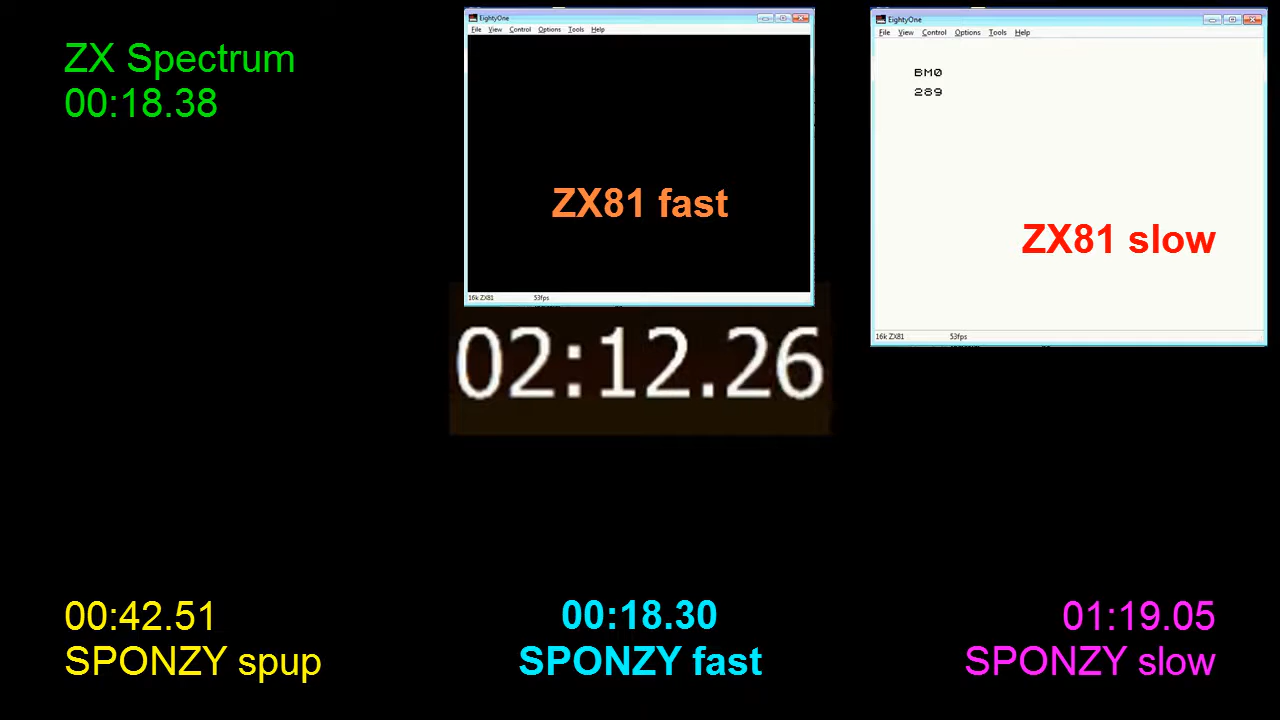 ZX Spectrum
00:18.38
EightyOne
File View Control Options Tools Help
ZX81 fast
16k ZX81 53fps
EightyOne
File View Control Options Tools Help
BM0
289
ZX81 slow
16k ZX81 53fps
02:12.26
00:42.51
SPONZY spup
00:18.30
SPONZY fast
01:19.05
SPONZY slow